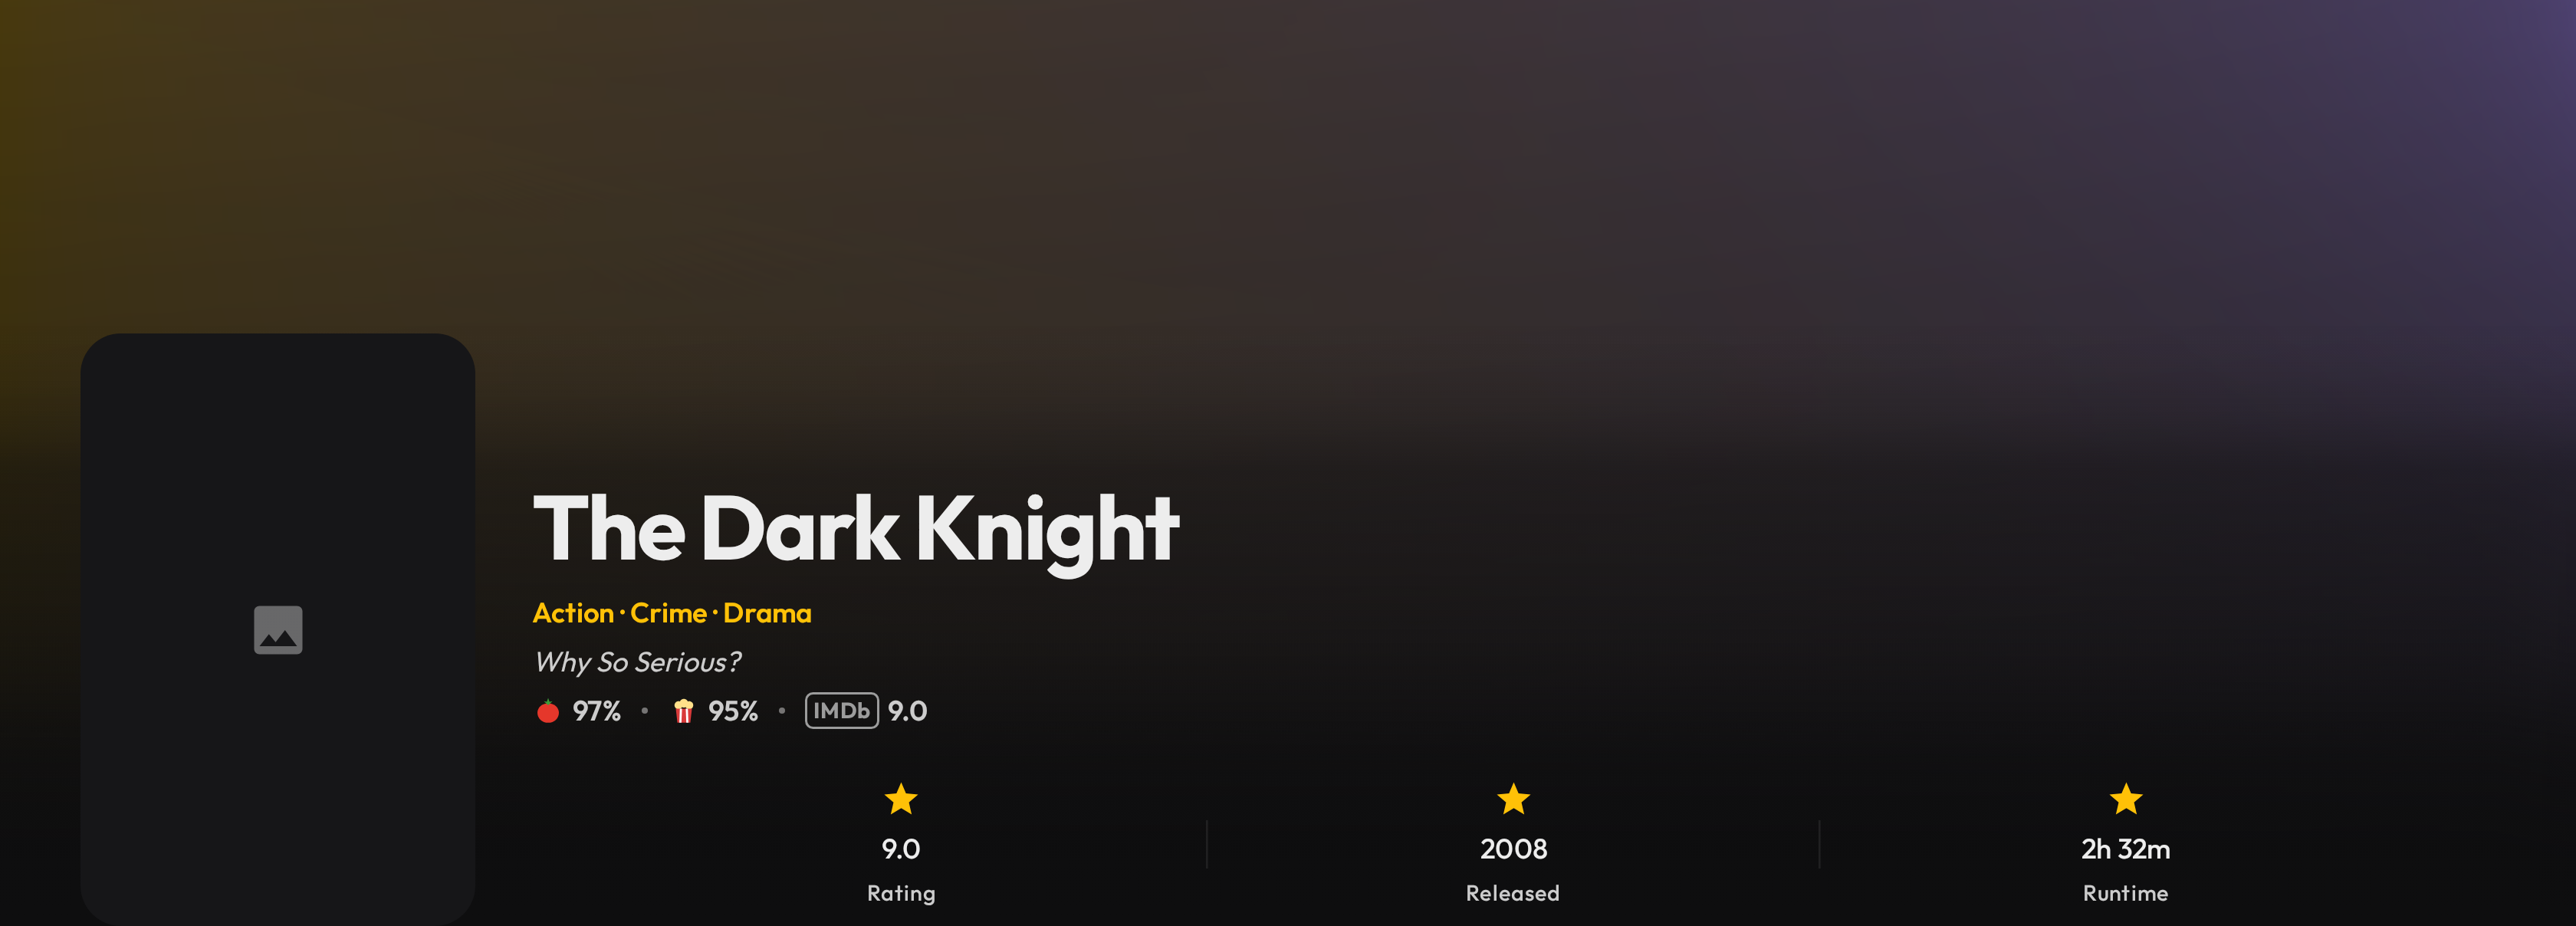 The Dark Knight
Action · Crime · Drama
Why So Serious?
97% • 95% • IMDb 9.0
9.0
Rating
2008
Released
2h 32m
Runtime